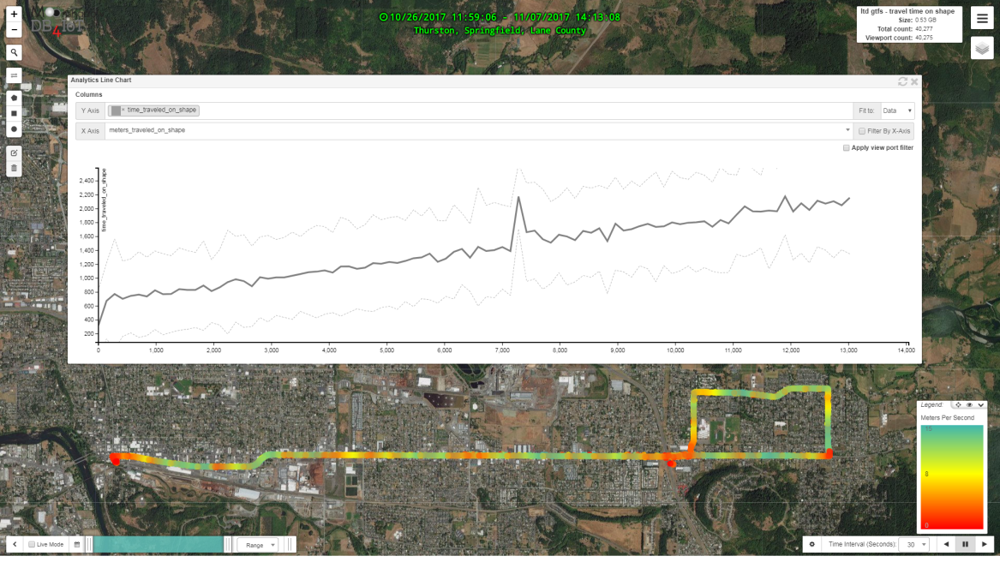 +
−
DB4IoT
10/26/2017 11:59:06 - 11/07/2017 14:13:08
Thurston, Springfield, Lane County
ltd gtfs - travel time on shape
Size: 0.53 GB
Total count: 40,277
Viewport count: 40,275
Analytics Line Chart
Columns
Y Axis
× time_traveled_on_shape
Fit to:
Data
X Axis
meters_traveled_on_shape
Filter By X-Axis
Apply view port filter
time_traveled_on_shape
2,400
2,200
2,000
1,800
1,600
1,400
1,200
1,000
800
600
400
200
0 1,000 2,000 3,000 4,000 5,000 6,000 7,000 8,000 9,000 10,000 11,000 12,000 13,000 14,000
Legend:
Meters Per Second
15
8
0
Live Mode
Range
Time Interval (Seconds):
30